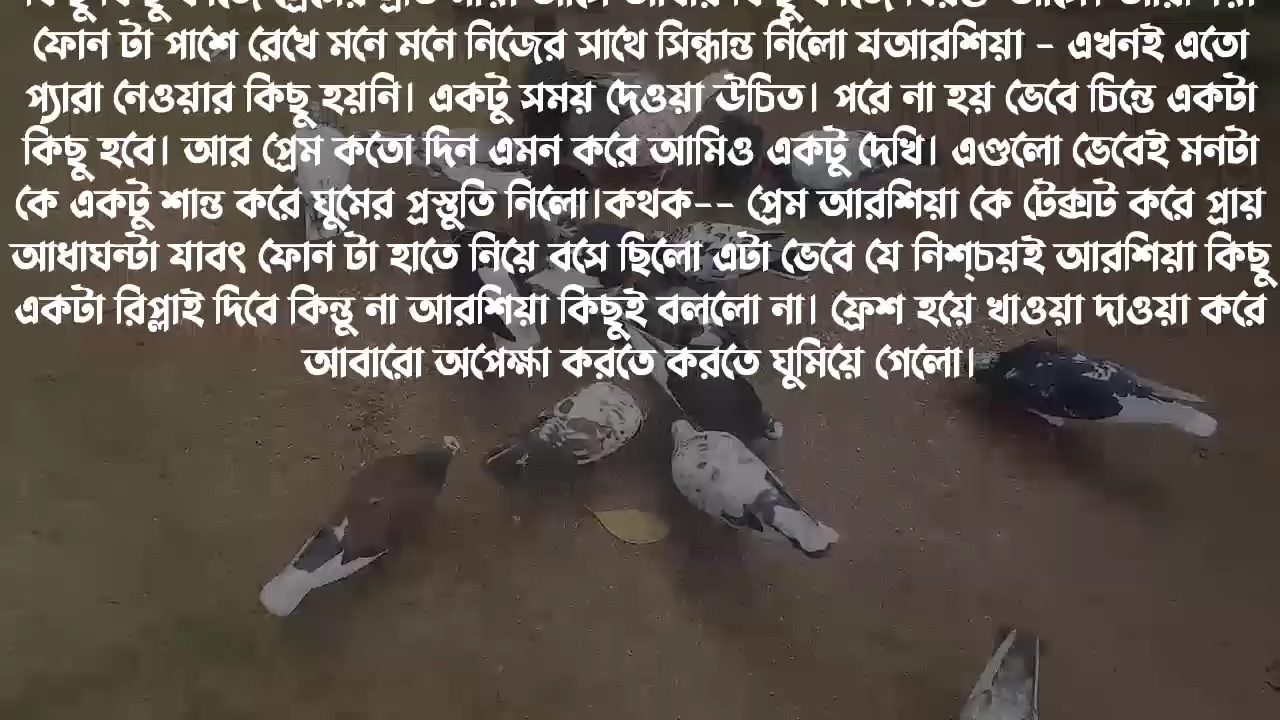 ফোন টা পাশে রেখে মনে মনে নিজের সাথে সিন্ধান্ত নিলো যআরশিয়া - এখনই এতো
প্যারা নেওয়ার কিছু হয়নি। একটু সময় দেওয়া উচিত। পরে না হয় ভেবে চিন্তে একটা
কিছু হবে। আর প্রেম কতো দিন এমন করে আমিও একটু দেখি। এগুলো ভেবেই মনটা
কে একটু শান্ত করে ঘুমের প্রস্তুতি নিলো।কথক-- প্রেম আরশিয়া কে টেক্সট করে প্রায়
আধাঘন্টা যাবৎ ফোন টা হাতে নিয়ে বসে ছিলো এটা ভেবে যে নিশ্চয়ই আরশিয়া কিছু
একটা রিপ্লাই দিবে কিন্তু না আরশিয়া কিছুই বললো না। ফ্রেশ হয়ে খাওয়া দাওয়া করে
আবারো অপেক্ষা করতে করতে ঘুমিয়ে গেলো।